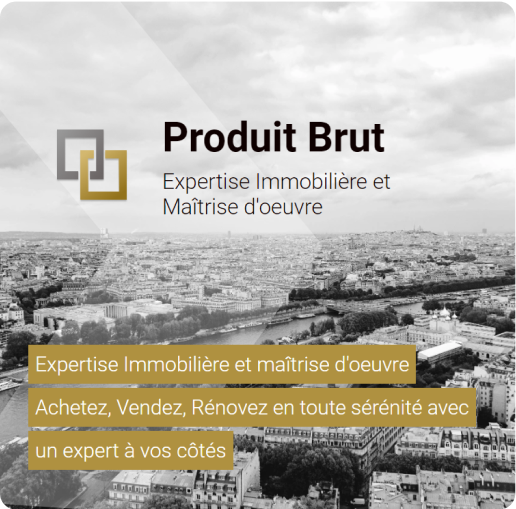 Produit Brut
Expertise Immobilière et
Maîtrise d'oeuvre
Expertise Immobilière et maîtrise d'oeuvre
Achetez, Vendez, Rénovez en toute sérénité avec
un expert à vos côtés